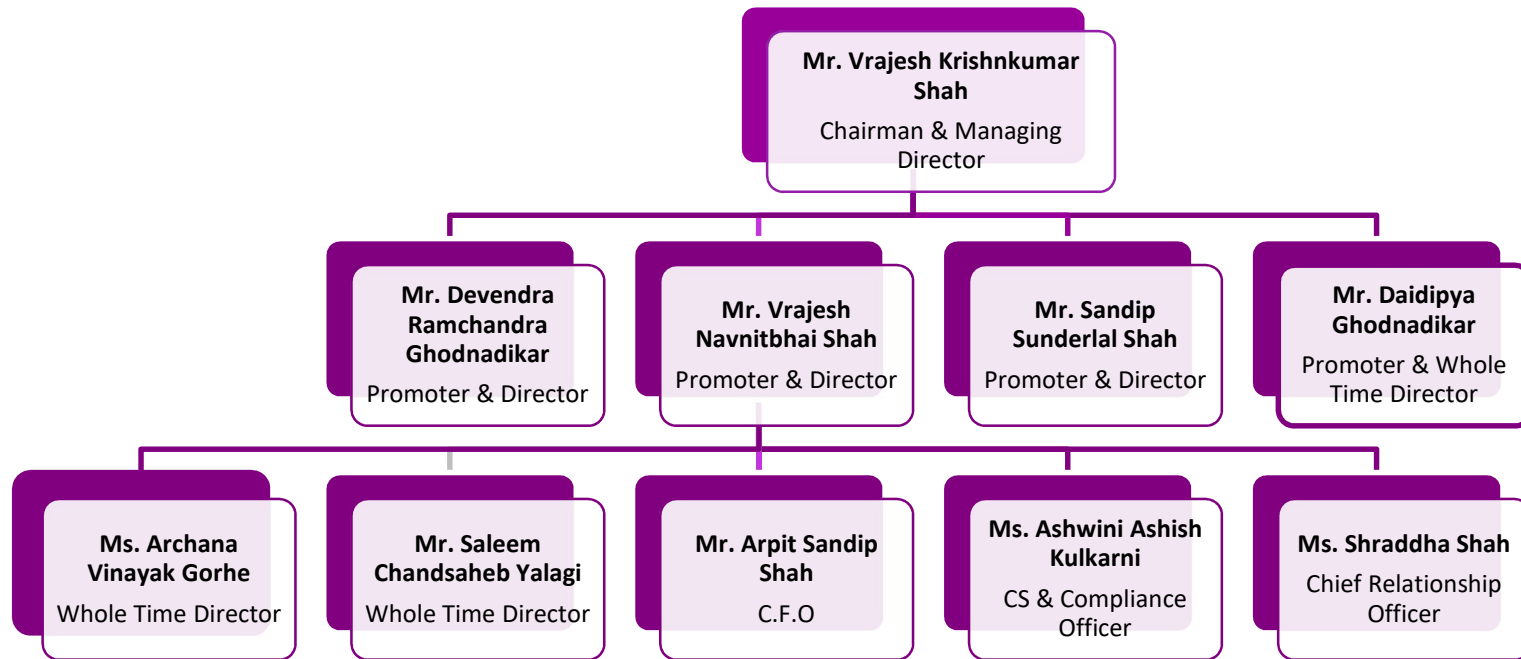 Mr. Vrajesh Krishnkumar
Shah
Chairman & Managing
Director
Mr. Devendra
Ramchandra
Ghodnadikar
Promoter & Director
Mr. Vrajesh
Navnitbhai Shah
Promoter & Director
Mr. Sandip
Sunderlal Shah
Promoter & Director
Mr. Daidipya
Ghodnadikar
Promoter & Whole
Time Director
Ms. Archana
Vinayak Gorhe
Whole Time Director
Mr. Saleem
Chandsaheb Yalagi
Whole Time Director
Mr. Arpit Sandip
Shah
C.F.O
Ms. Ashwini Ashish
Kulkarni
CS & Compliance
Officer
Ms. Shraddha Shah
Chief Relationship
Officer